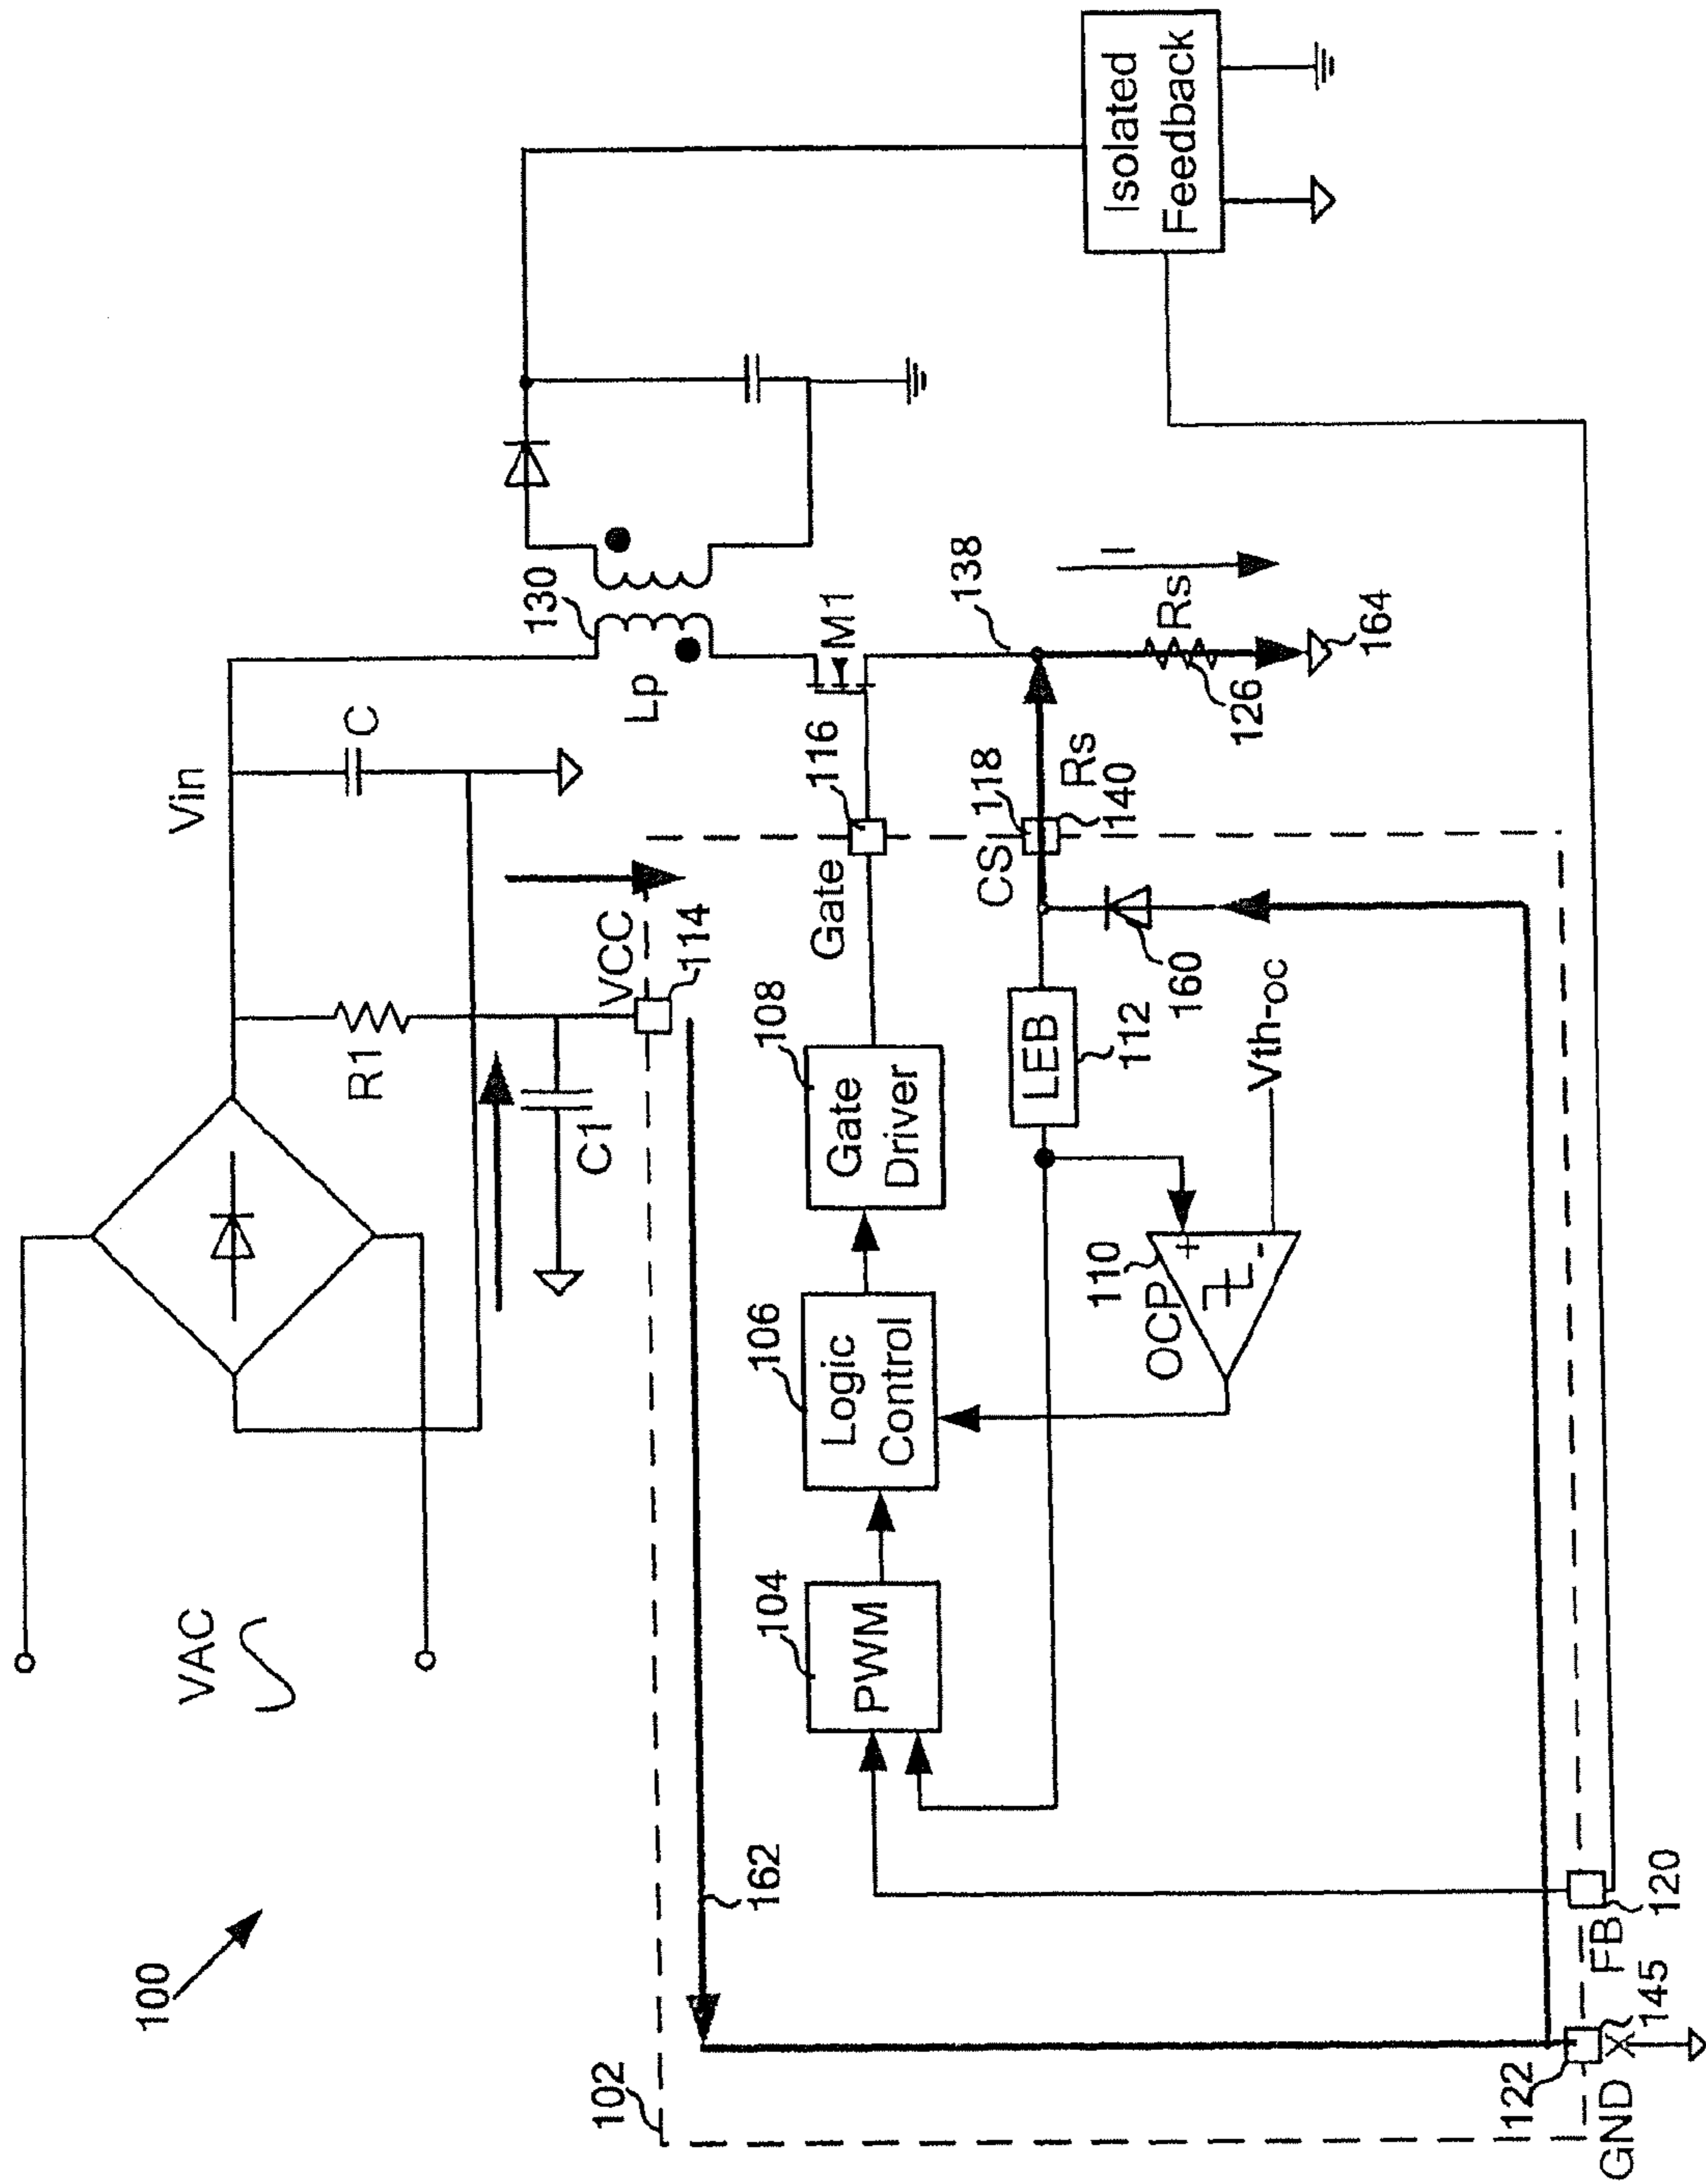 100
VAC
Vin
C
R1
C1
VCC
114
Lp
130
M1
Isolated
Feedback
102
162
104
PWM
106
Logic
Control
108
Gate
Driver
Gate
116
118
CS
Rs
140
138
I
Rs
126
164
LEB
112
160
110
OCP
+
-
Vth-oc
122
GND
145
FB
120